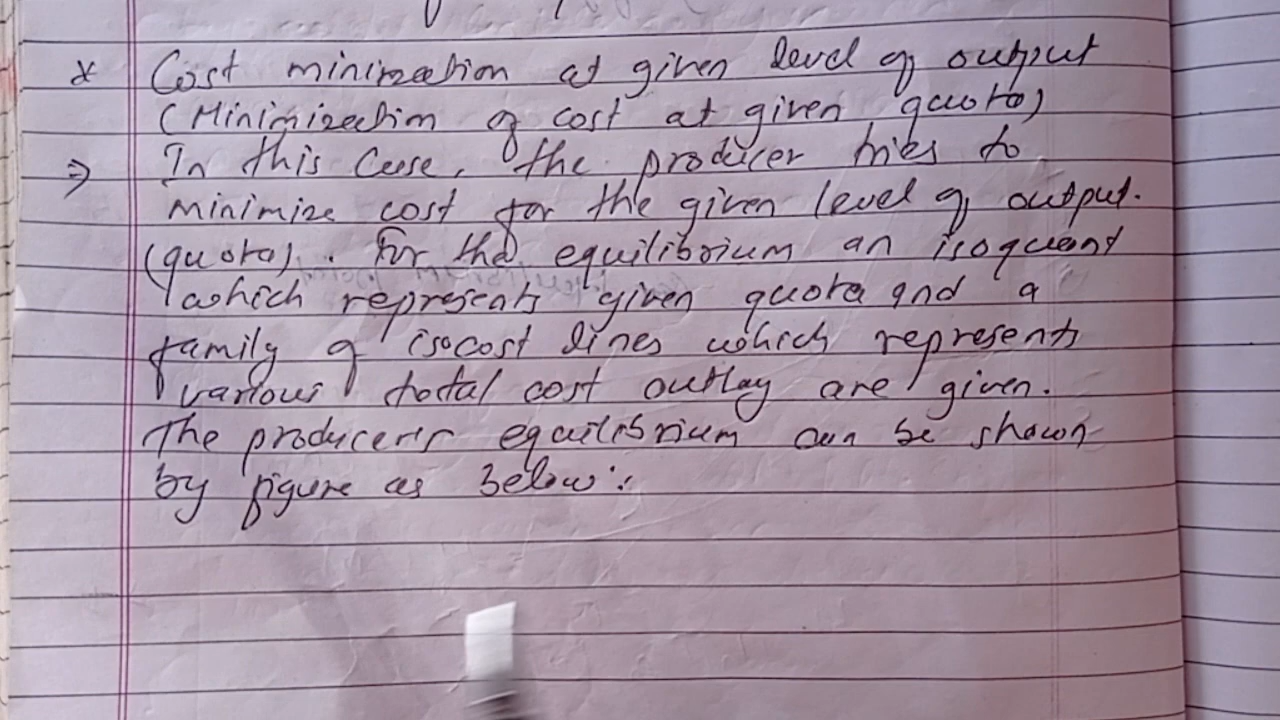 * Cost minimization at given level of output
(Minimization of cost at given quota)
⇒ In this case, the producer tries to
minimize cost for the given level of output.
(quota). For the equilibrium an isoquant
which represents given quota and a
family of isocost lines which represents
various total cost outlay are given.
The producer's equilibrium can be shown
by figure as below: